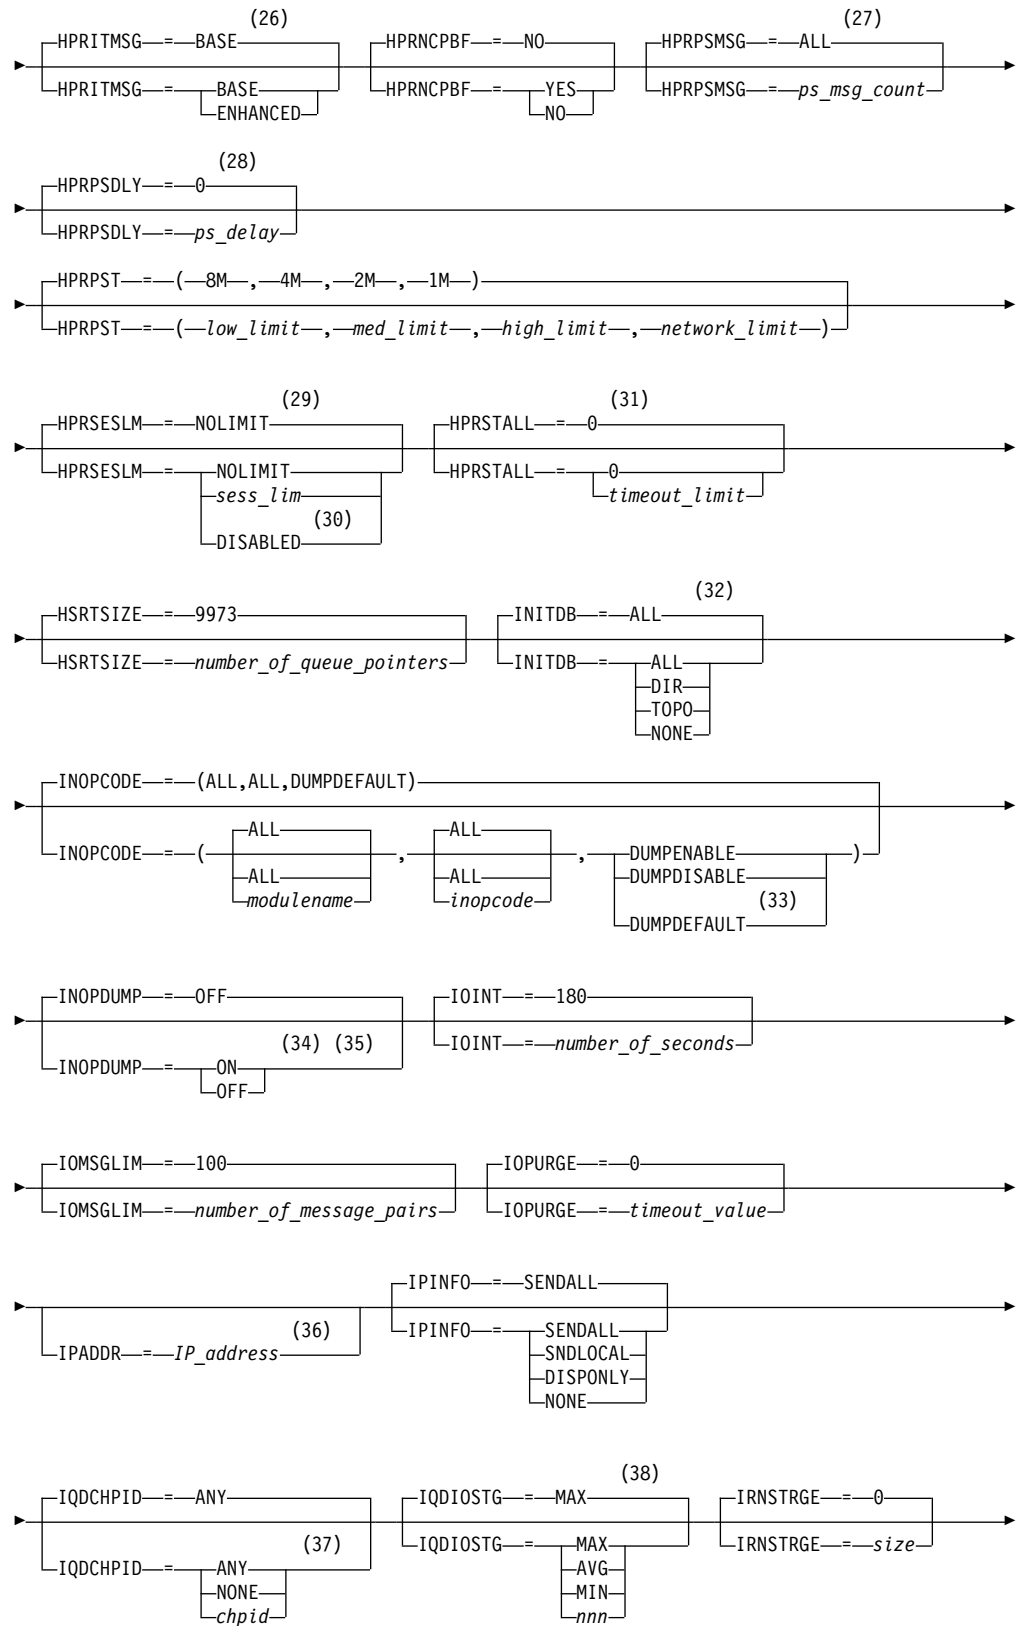 (26) (27)
HPRITMSG = BASE HPRNCPBF = NO HPRPSMSG = ALL
HPRITMSG = BASE HPRNCPBF = YES HPRPSMSG = ps_msg_count
ENHANCED NO
(28)
HPRPSDLY = 0
HPRPSDLY = ps_delay
HPRPST = ( 8M , 4M , 2M , 1M )
HPRPST = ( low_limit , med_limit , high_limit , network_limit )
(29) (31)
HPRSESLM = NOLIMIT HPRSTALL = 0
HPRSESLM = NOLIMIT HPRSTALL = 0
sess_lim timeout_limit
(30)
DISABLED
(32)
HSRTSIZE = 9973 INITDB = ALL
HSRTSIZE = number_of_queue_pointers INITDB = ALL
DIR
TOPO
NONE
INOPCODE = (ALL,ALL,DUMPDEFAULT)
ALL ALL
INOPCODE = ( ALL , ALL , DUMPENABLE )
modulename inopcode DUMPDISABLE
(33)
DUMPDEFAULT
INOPDUMP = OFF IOINT = 180
(34) (35) IOINT = number_of_seconds
INOPDUMP = ON
OFF
IOMSGLIM = 100 IOPURGE = 0
IOMSGLIM = number_of_message_pairs IOPURGE = timeout_value
IPINFO = SENDALL
(36) IPINFO = SENDALL
IPADDR = IP_address SNDLOCAL
DISPONLY
NONE
(38)
IQDCHPID = ANY IQDIOSTG = MAX IRNSTRGE = 0
(37) IQDIOSTG = MAX IRNSTRGE = size
IQDCHPID = ANY AVG
NONE MIN
chpid nnn